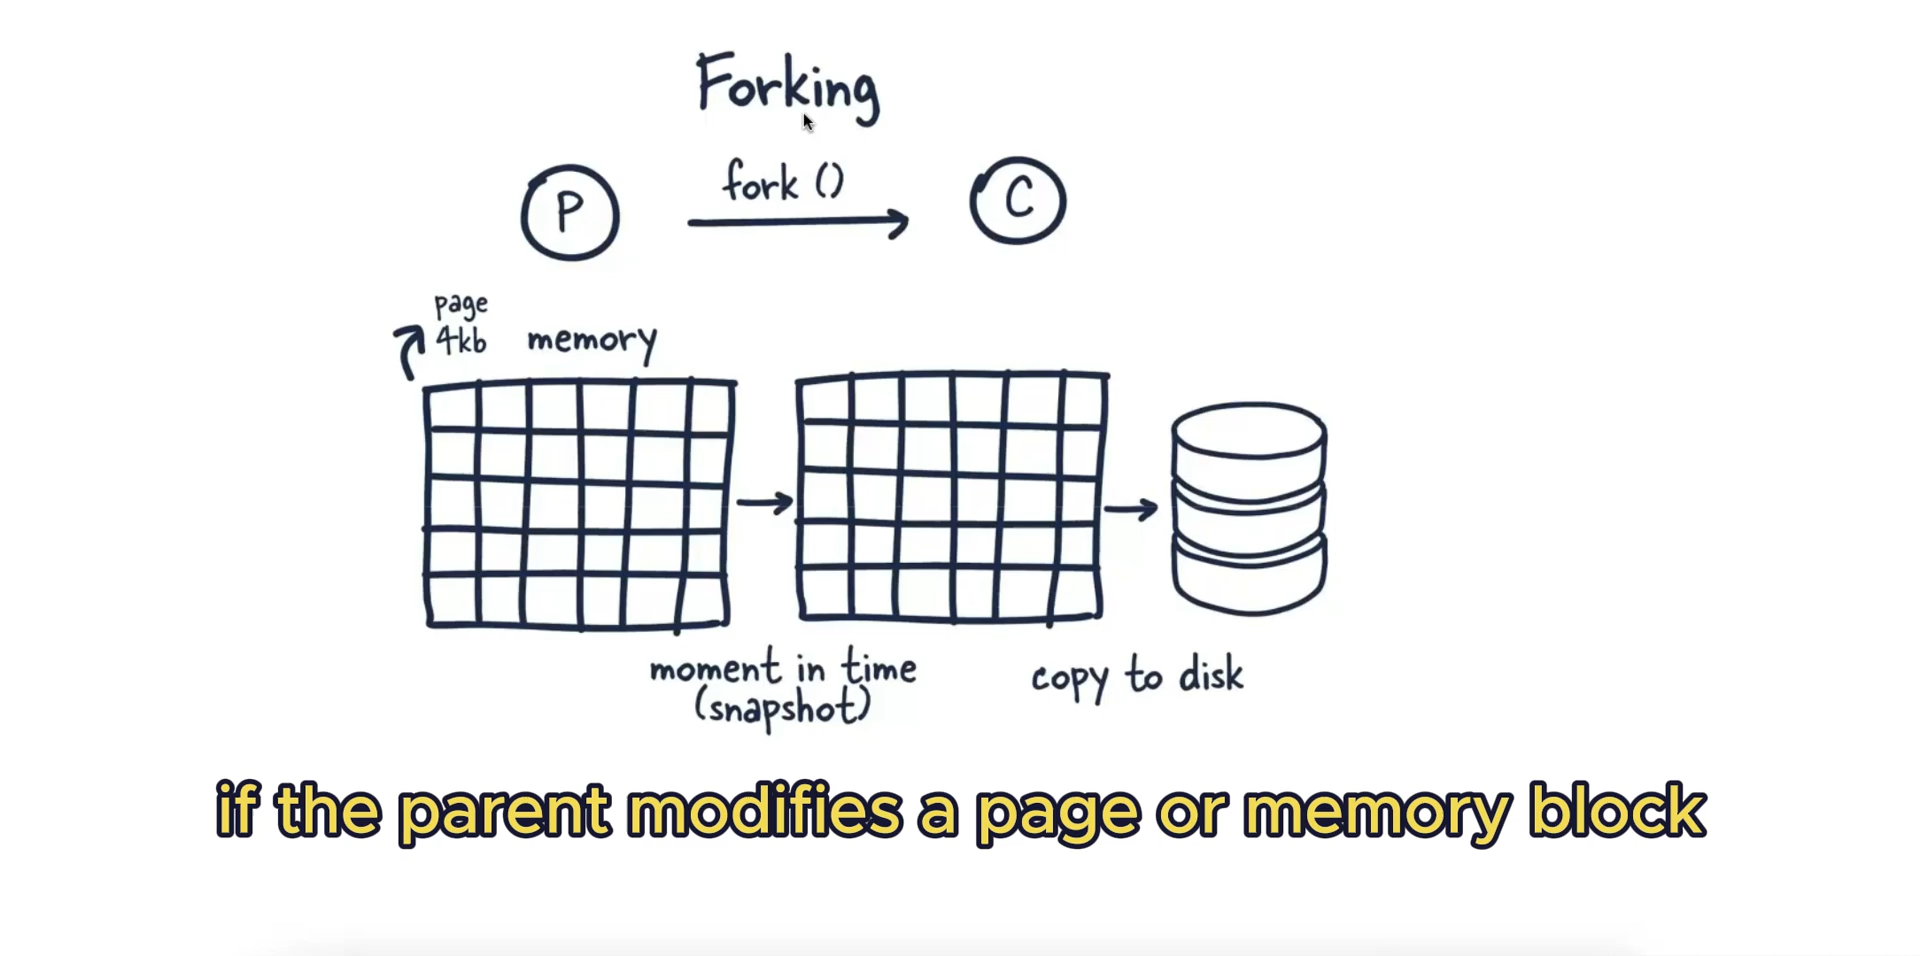 Forking
P
fork ()
C
page
4kb
memory
moment in time
(snapshot)
copy to disk
if the parent modifies a page or memory block